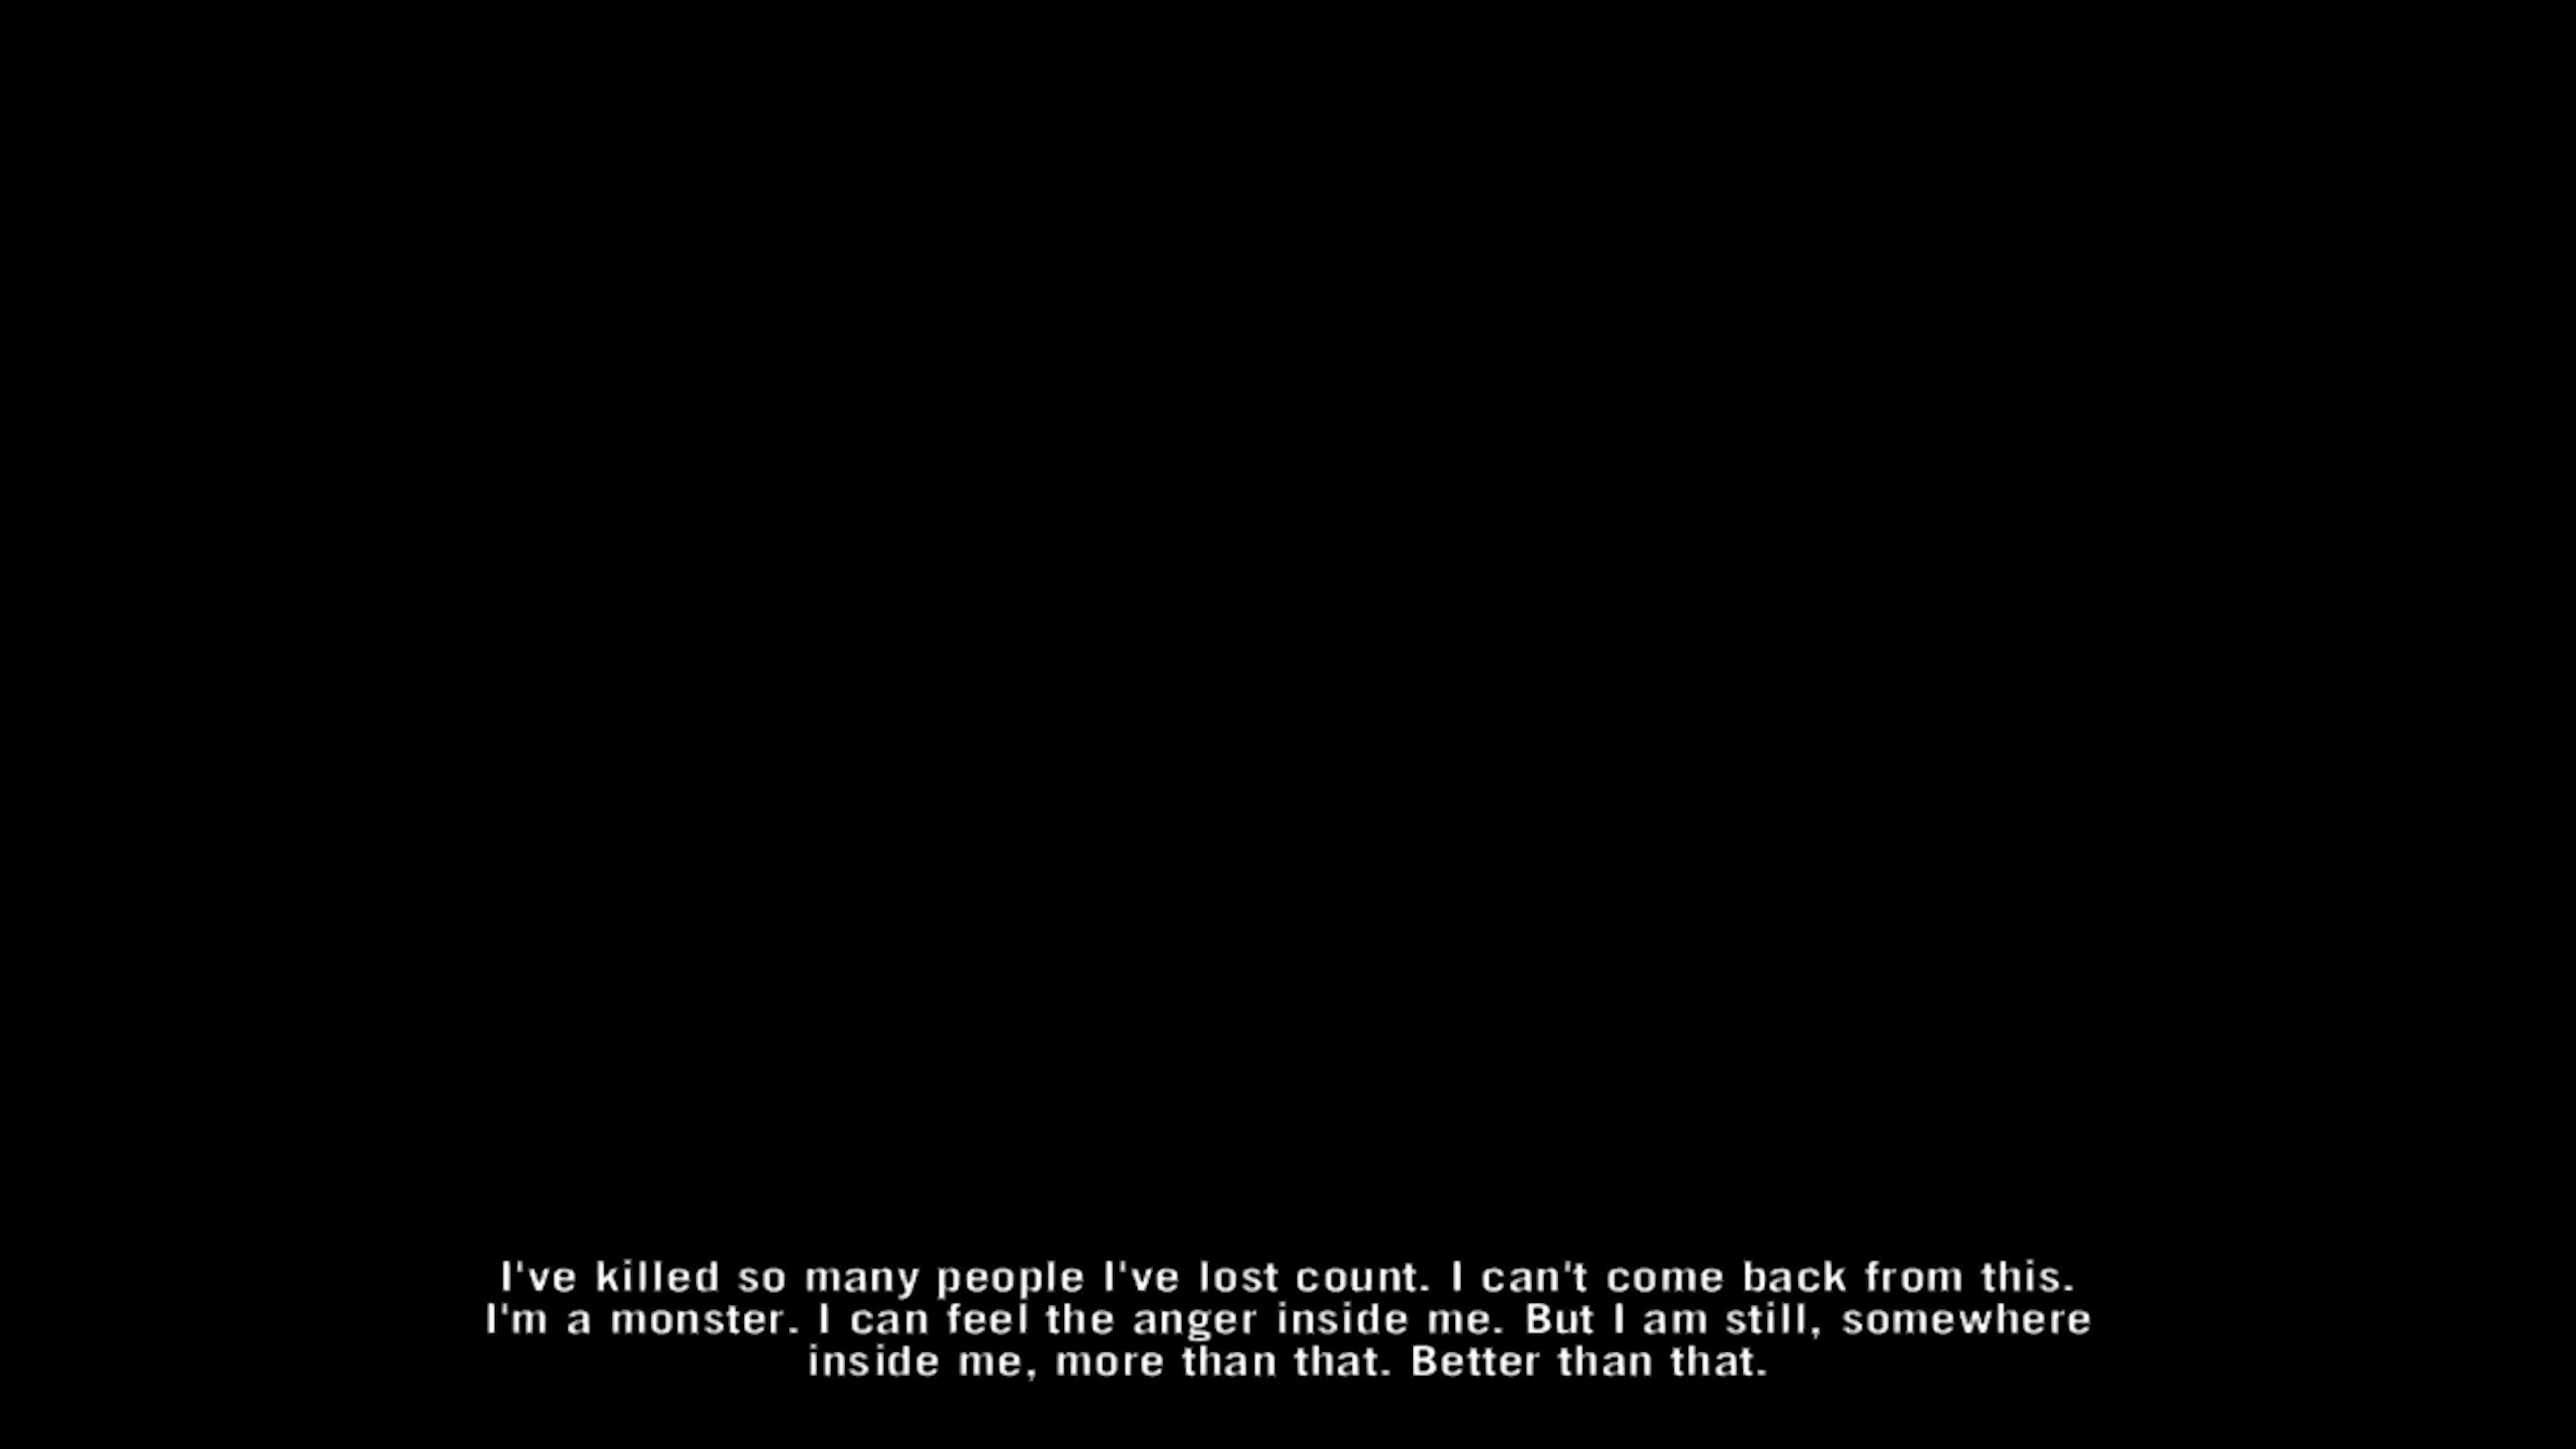 I've killed so many people I've lost count. I can't come back from this.
I'm a monster. I can feel the anger inside me. But I am still, somewhere
inside me, more than that. Better than that.